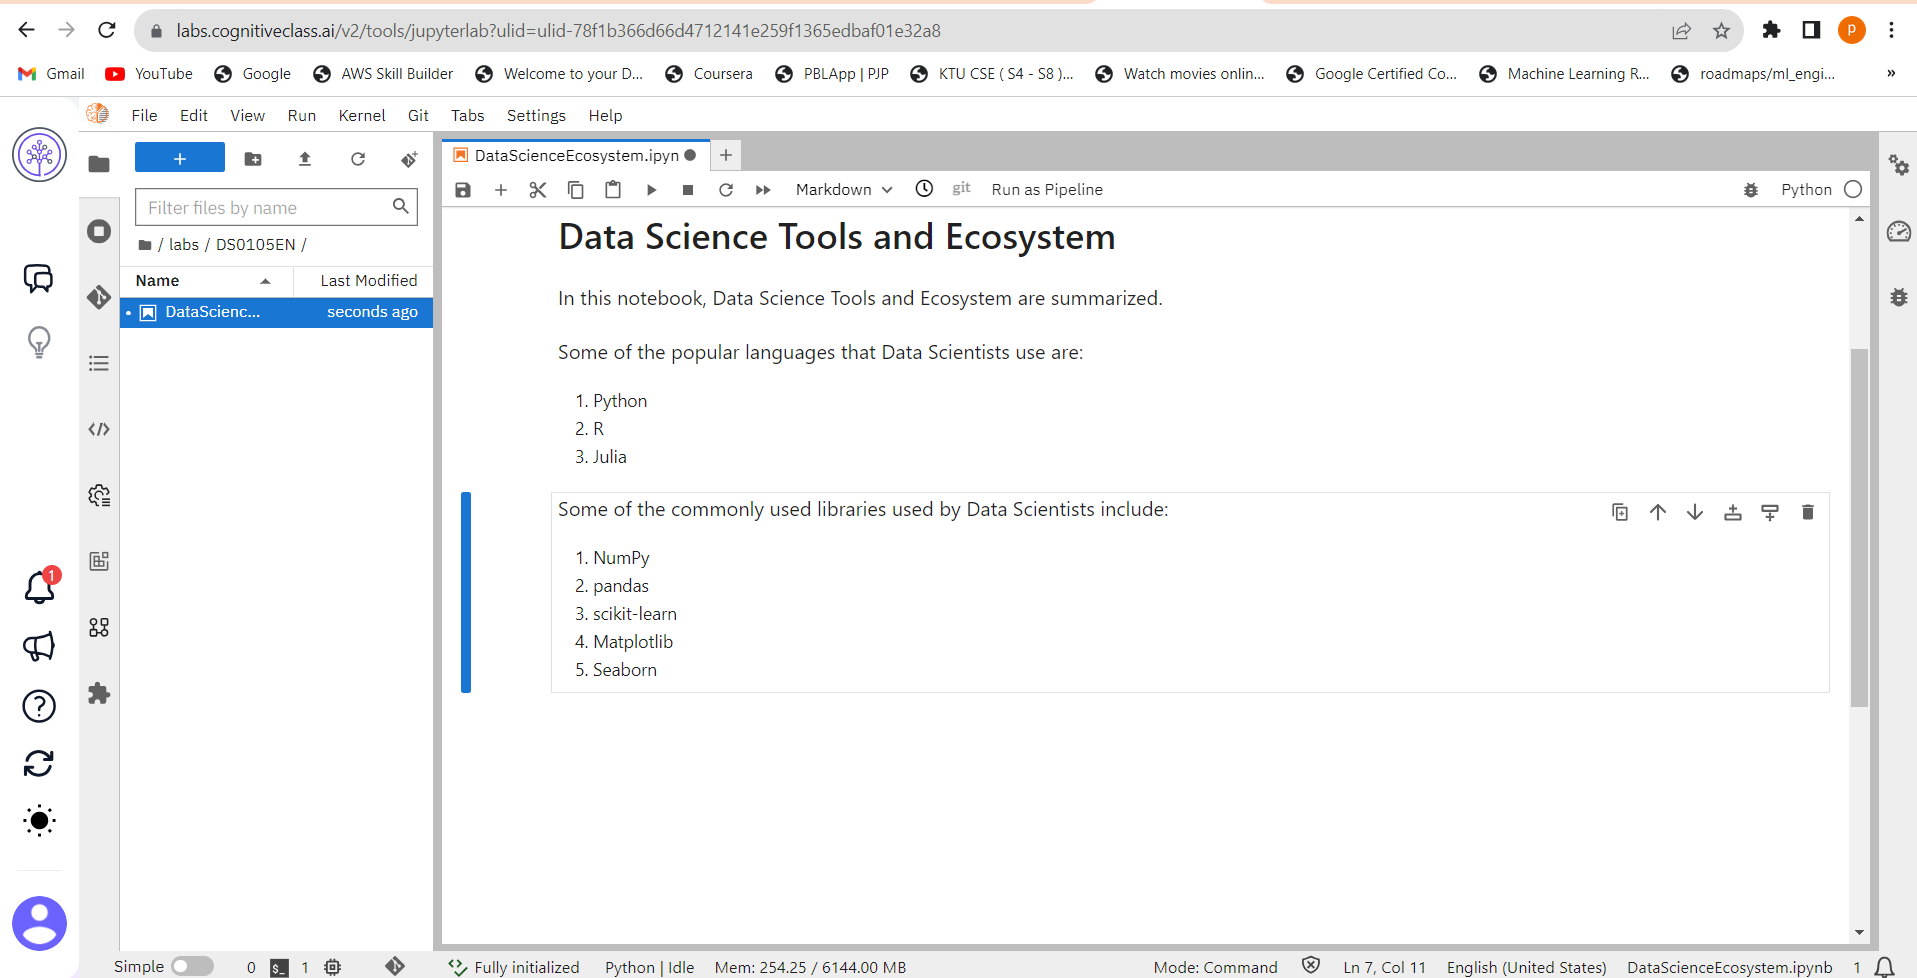 labs.cognitiveclass.ai/v2/tools/jupyterlab?ulid=ulid-78f1b366d66d4712141e259f1365edbaf01e32a8
P
Gmail YouTube Google AWS Skill Builder Welcome to your D... Coursera PBLApp | PJP KTU CSE ( S4 - S8 )... Watch movies onlin... Google Certified Co... Machine Learning R... roadmaps/ml_engi... »
File Edit View Run Kernel Git Tabs Settings Help
+
DataScienceEcosystem.ipyn
Markdown git Run as Pipeline Python
Filter files by name
/ labs / DS0105EN /
Name Last Modified
DataScienc... seconds ago
Data Science Tools and Ecosystem
In this notebook, Data Science Tools and Ecosystem are summarized.
Some of the popular languages that Data Scientists use are:
1. Python
2. R
3. Julia
Some of the commonly used libraries used by Data Scientists include:
1. NumPy
2. pandas
3. scikit-learn
4. Matplotlib
5. Seaborn
1
Simple 0 $_ 1 Fully initialized Python | Idle Mem: 254.25 / 6144.00 MB Mode: Command Ln 7, Col 11 English (United States) DataScienceEcosystem.ipynb 1